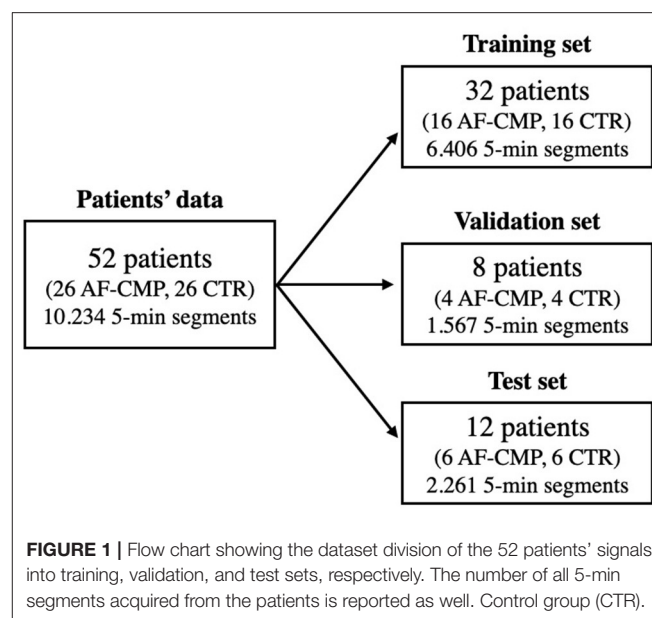 Training set
32 patients
(16 AF-CMP, 16 CTR)
6.406 5-min segments
Patients' data
52 patients
(26 AF-CMP, 26 CTR)
10.234 5-min segments
Validation set
8 patients
(4 AF-CMP, 4 CTR)
1.567 5-min segments
Test set
12 patients
(6 AF-CMP, 6 CTR)
2.261 5-min segments
FIGURE 1 | Flow chart showing the dataset division of the 52 patients' signals
into training, validation, and test sets, respectively. The number of all 5-min
segments acquired from the patients is reported as well. Control group (CTR).